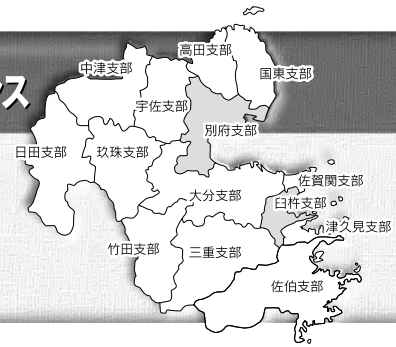 高田支部
国東支部
中津支部
ンス
宇佐支部
別府支部
日田支部
玖珠支部
佐賀関支部
大分支部
臼杵支部
津久見支部
竹田支部
三重支部
佐伯支部